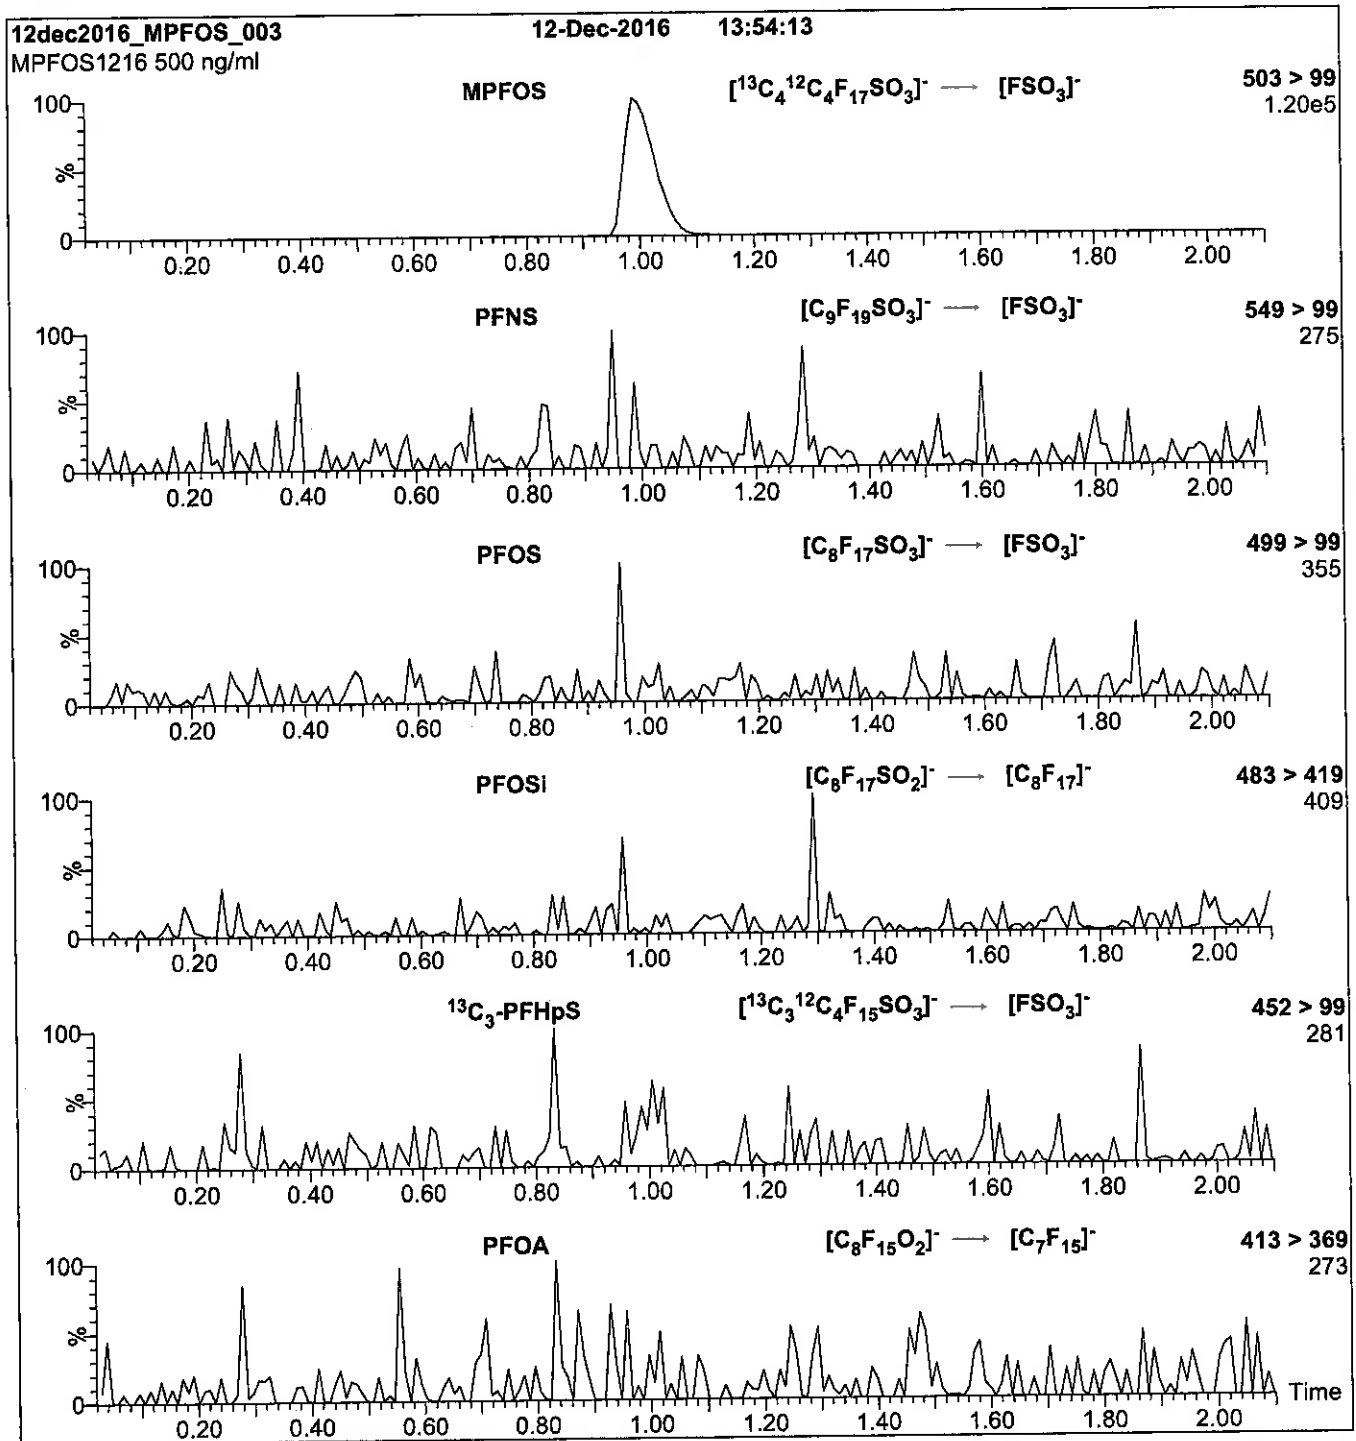 12dec2016_MPFOS_003 12-Dec-2016 13:54:13
MPFOS1216 500 ng/ml
MPFOS [¹³C₄¹²C₄F₁₇SO₃]⁻ → [FSO₃]⁻ 503 > 99
1.20e5
100
%
0
0.20 0.40 0.60 0.80 1.00 1.20 1.40 1.60 1.80 2.00
PFNS [C₉F₁₉SO₃]⁻ → [FSO₃]⁻ 549 > 99
275
100
%
0
0.20 0.40 0.60 0.80 1.00 1.20 1.40 1.60 1.80 2.00
PFOS [C₈F₁₇SO₃]⁻ → [FSO₃]⁻ 499 > 99
355
100
%
0
0.20 0.40 0.60 0.80 1.00 1.20 1.40 1.60 1.80 2.00
PFOSi [C₈F₁₇SO₂]⁻ → [C₈F₁₇]⁻ 483 > 419
409
100
%
0
0.20 0.40 0.60 0.80 1.00 1.20 1.40 1.60 1.80 2.00
¹³C₃-PFHpS [¹³C₃¹²C₄F₁₅SO₃]⁻ → [FSO₃]⁻ 452 > 99
281
100
%
0
0.20 0.40 0.60 0.80 1.00 1.20 1.40 1.60 1.80 2.00
PFOA [C₈F₁₅O₂]⁻ → [C₇F₁₅]⁻ 413 > 369
273
100
%
0
Time
0.20 0.40 0.60 0.80 1.00 1.20 1.40 1.60 1.80 2.00